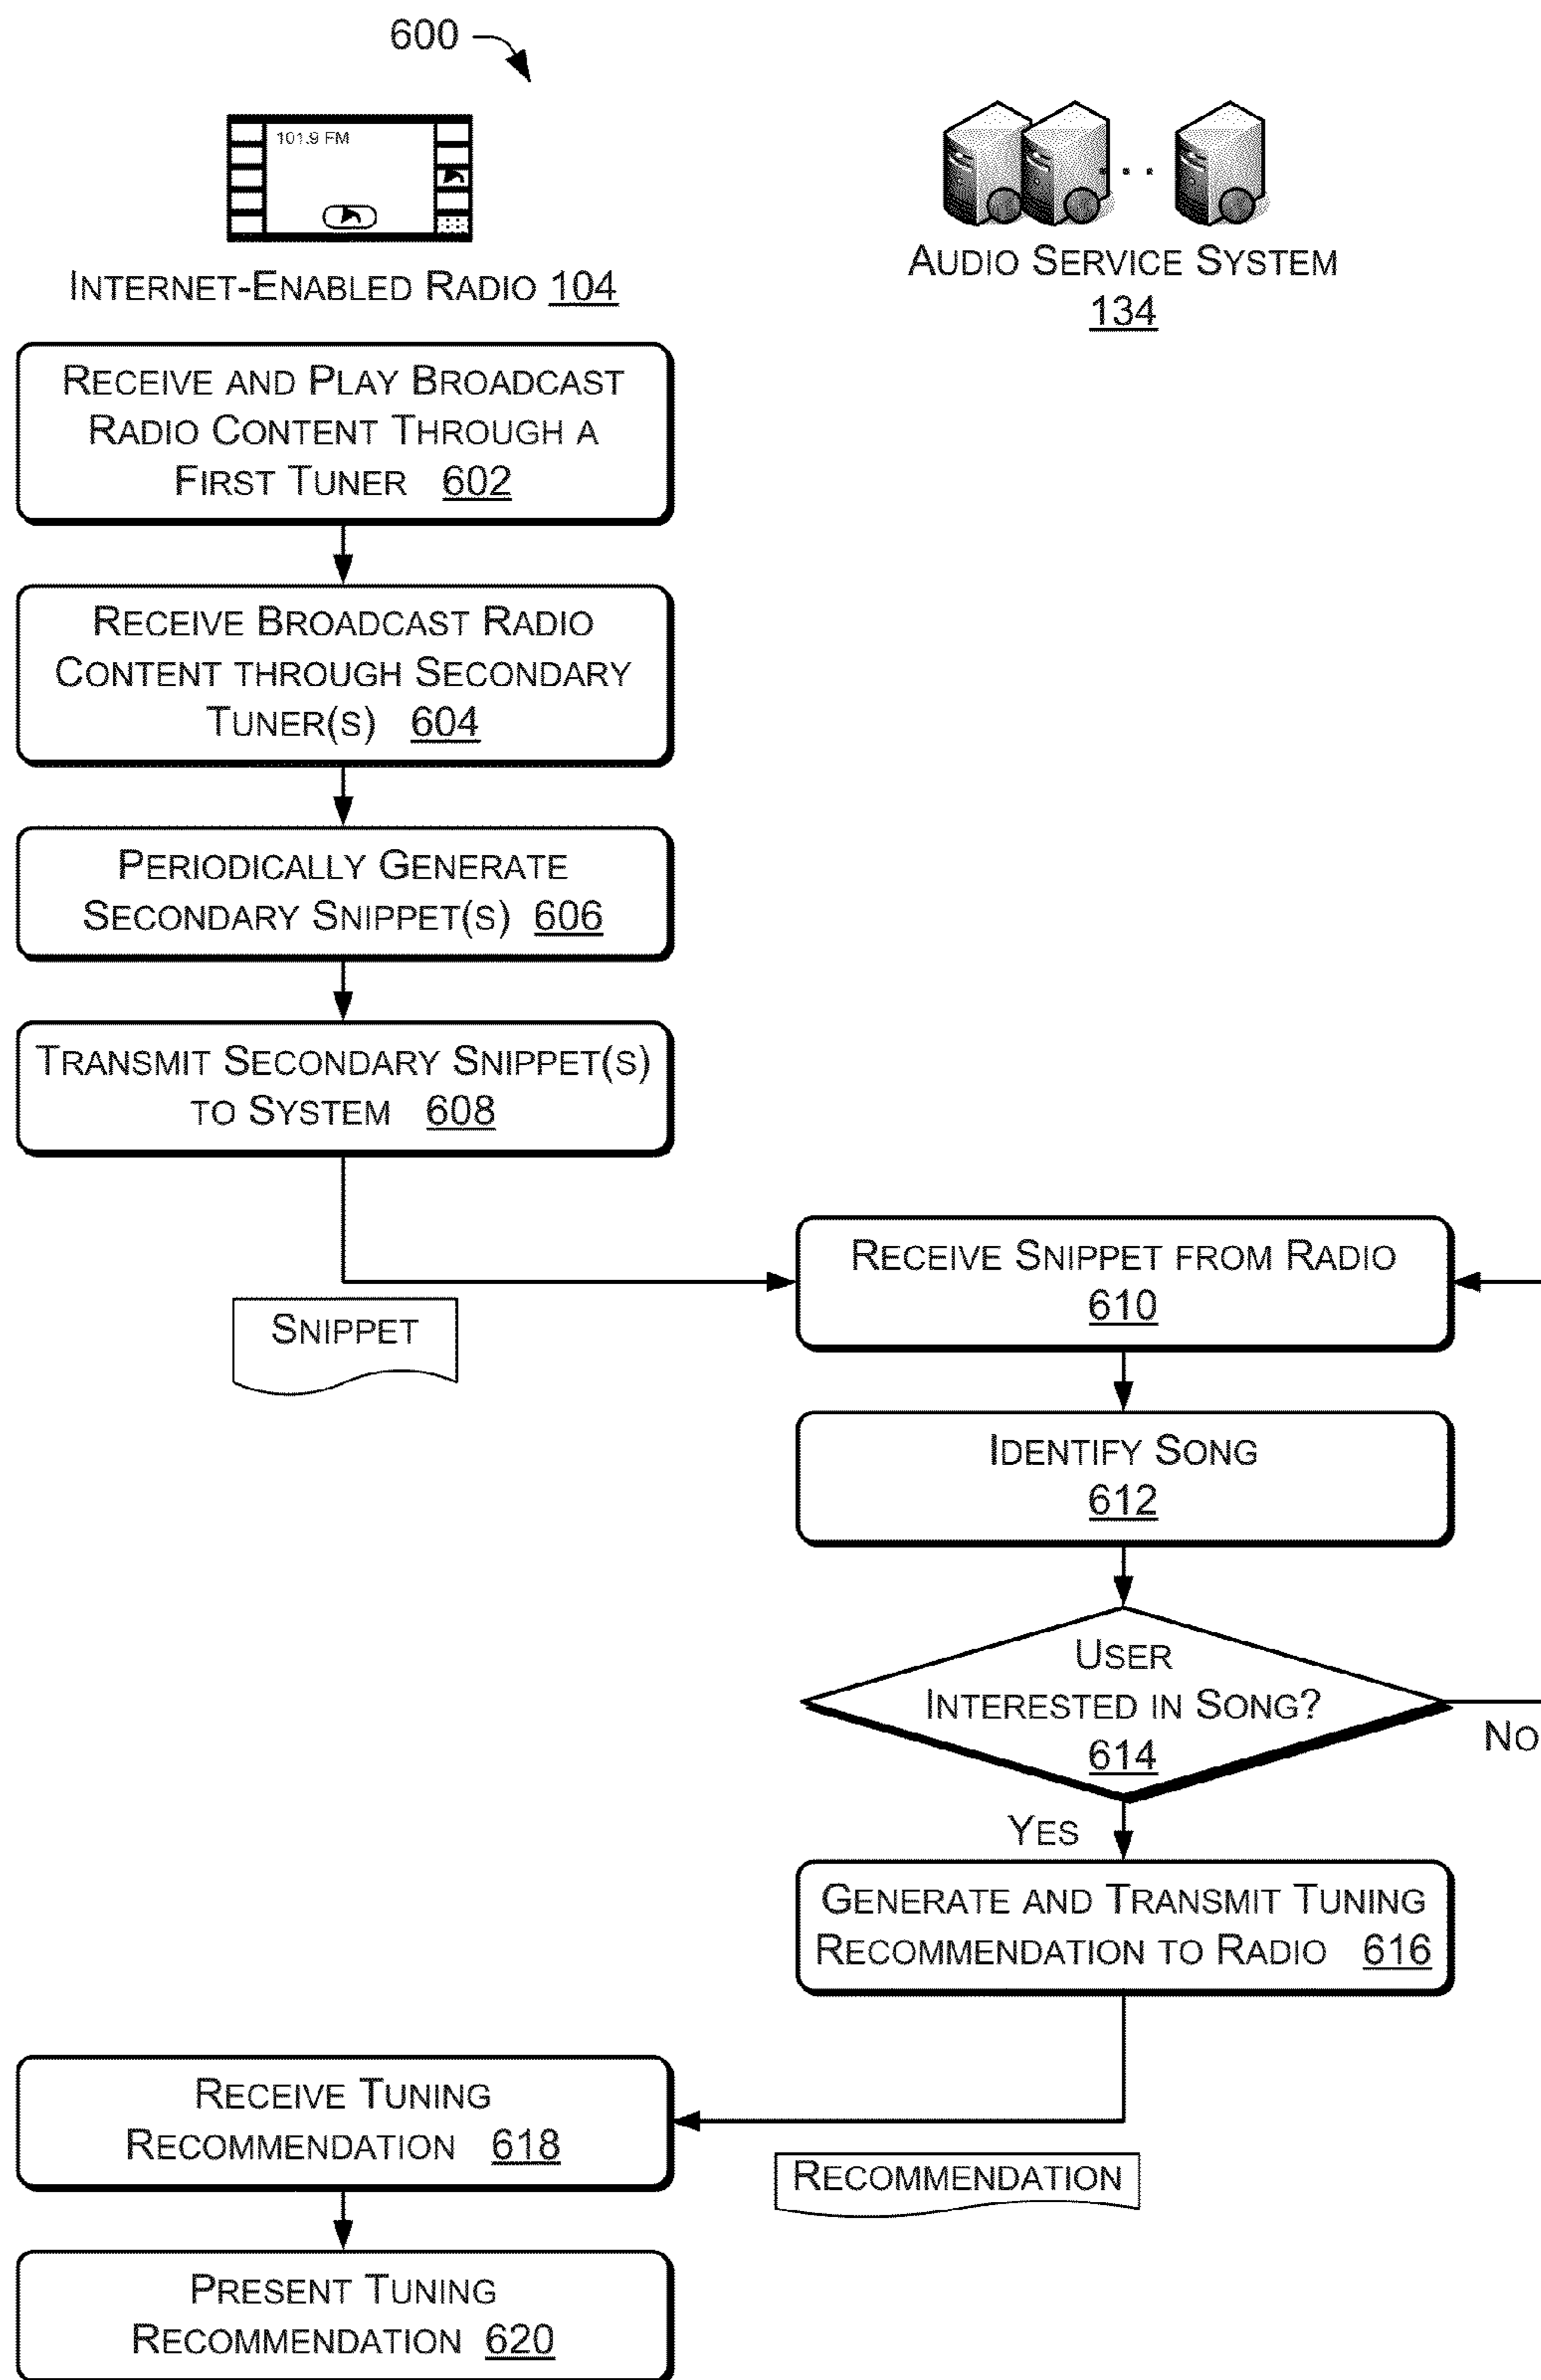 600
101.9 FM
INTERNET-ENABLED RADIO 104
AUDIO SERVICE SYSTEM
134
RECEIVE AND PLAY BROADCAST
RADIO CONTENT THROUGH A
FIRST TUNER 602
RECEIVE BROADCAST RADIO
CONTENT THROUGH SECONDARY
TUNER(S) 604
PERIODICALLY GENERATE
SECONDARY SNIPPET(S) 606
TRANSMIT SECONDARY SNIPPET(S)
TO SYSTEM 608
SNIPPET
RECEIVE SNIPPET FROM RADIO
610
IDENTIFY SONG
612
USER
INTERESTED IN SONG?
614
NO
YES
GENERATE AND TRANSMIT TUNING
RECOMMENDATION TO RADIO 616
RECEIVE TUNING
RECOMMENDATION 618
RECOMMENDATION
PRESENT TUNING
RECOMMENDATION 620